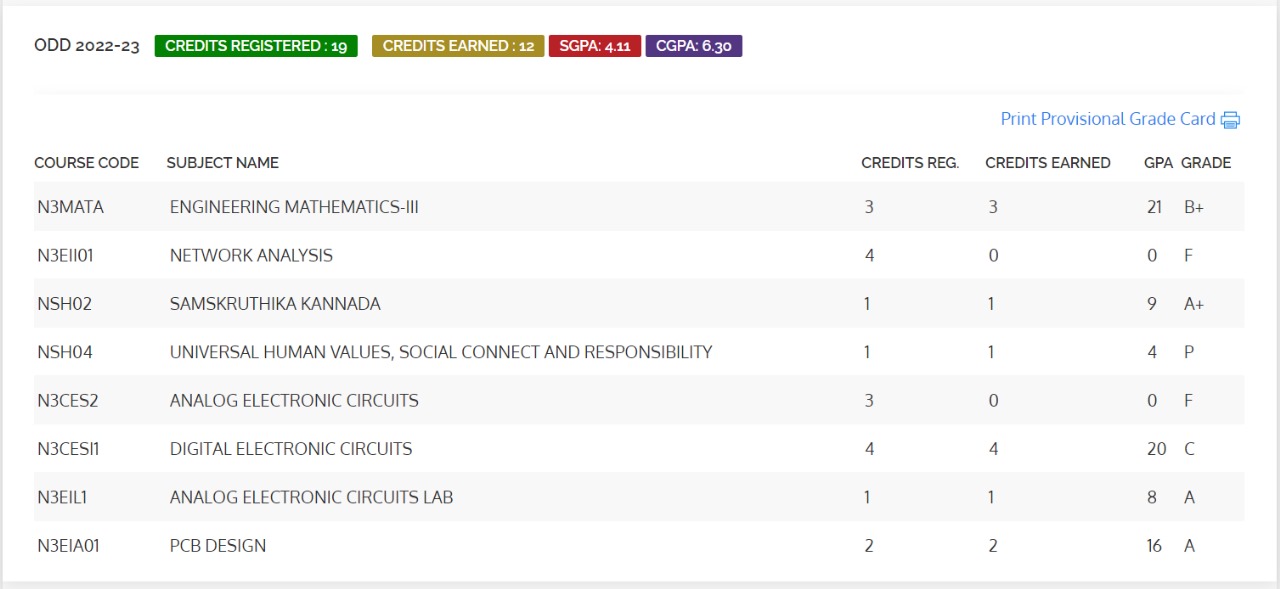 ODD 2022-23 CREDITS REGISTERED : 19 CREDITS EARNED : 12 SGPA: 4.11 CGPA: 6.30
Print Provisional Grade Card
COURSE CODE SUBJECT NAME CREDITS REG. CREDITS EARNED GPA GRADE
N3MATA ENGINEERING MATHEMATICS-III 3 3 21 B+
N3EII01 NETWORK ANALYSIS 4 0 0 F
NSH02 SAMSKRUTHIKA KANNADA 1 1 9 A+
NSH04 UNIVERSAL HUMAN VALUES, SOCIAL CONNECT AND RESPONSIBILITY 1 1 4 P
N3CES2 ANALOG ELECTRONIC CIRCUITS 3 0 0 F
N3CESI1 DIGITAL ELECTRONIC CIRCUITS 4 4 20 C
N3EIL1 ANALOG ELECTRONIC CIRCUITS LAB 1 1 8 A
N3EIA01 PCB DESIGN 2 2 16 A